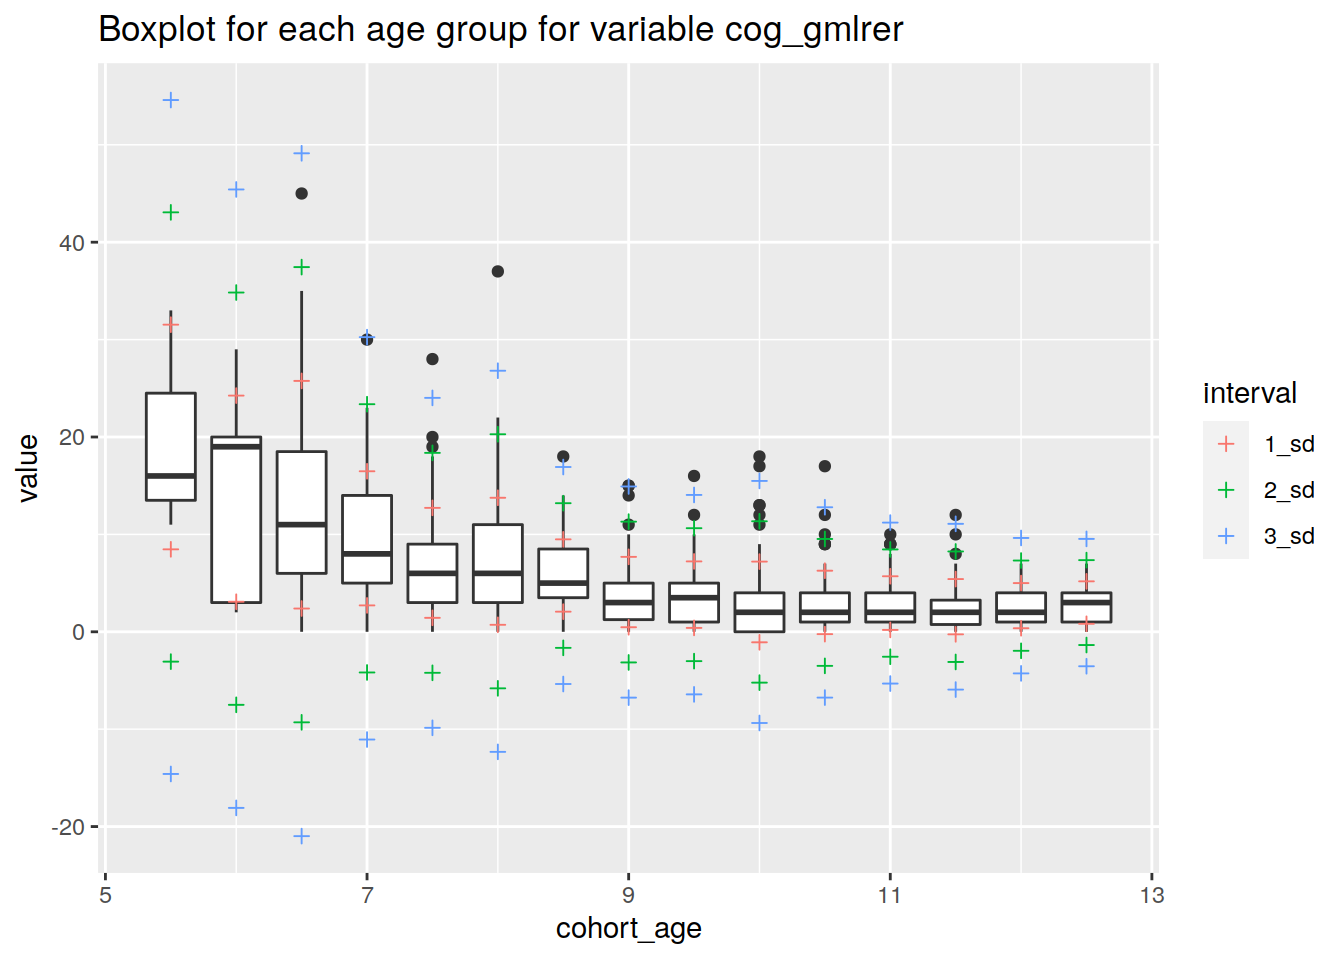 Boxplot for each age group for variable cog_gmlrer
value
40
20
0
-20
5
7
9
11
13
cohort_age
interval
1_sd
2_sd
3_sd